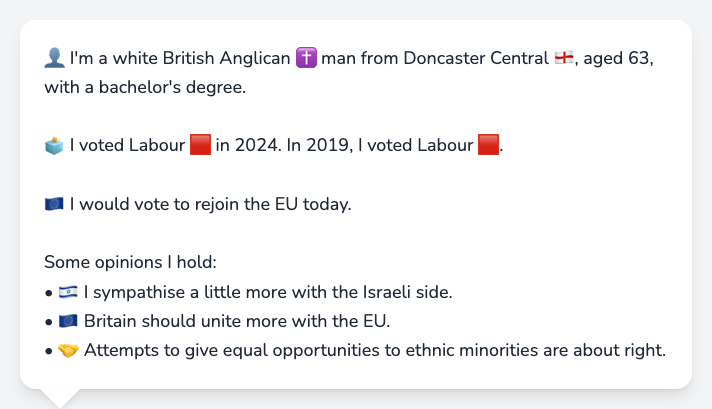 👤 I'm a white British Anglican ✝️ man from Doncaster Central 🏴󠁧󠁢󠁥󠁮󠁧󠁿, aged 63,
with a bachelor's degree.
🗳️ I voted Labour 🟥 in 2024. In 2019, I voted Labour 🟥.
🇪🇺 I would vote to rejoin the EU today.
Some opinions I hold:
• 🇮🇱 I sympathise a little more with the Israeli side.
• 🇪🇺 Britain should unite more with the EU.
• 🤝 Attempts to give equal opportunities to ethnic minorities are about right.